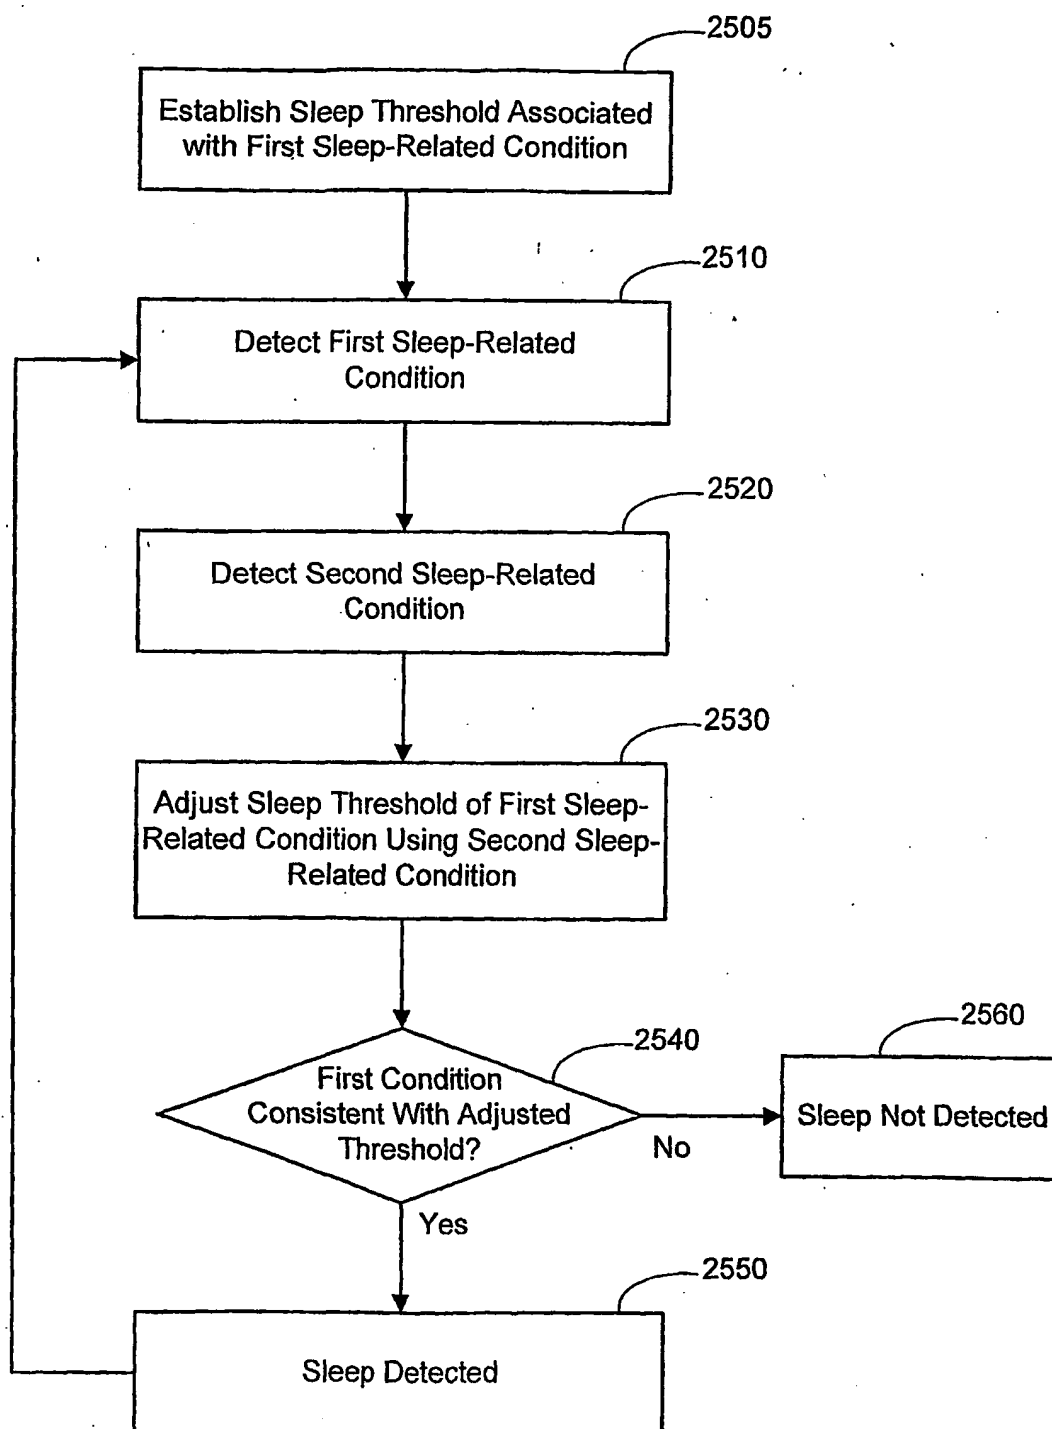 2505
Establish Sleep Threshold Associated
with First Sleep-Related Condition
2510
Detect First Sleep-Related
Condition
2520
Detect Second Sleep-Related
Condition
2530
Adjust Sleep Threshold of First Sleep-
Related Condition Using Second Sleep-
Related Condition
2540
First Condition
Consistent With Adjusted
Threshold?
No
2560
Sleep Not Detected
Yes
2550
Sleep Detected